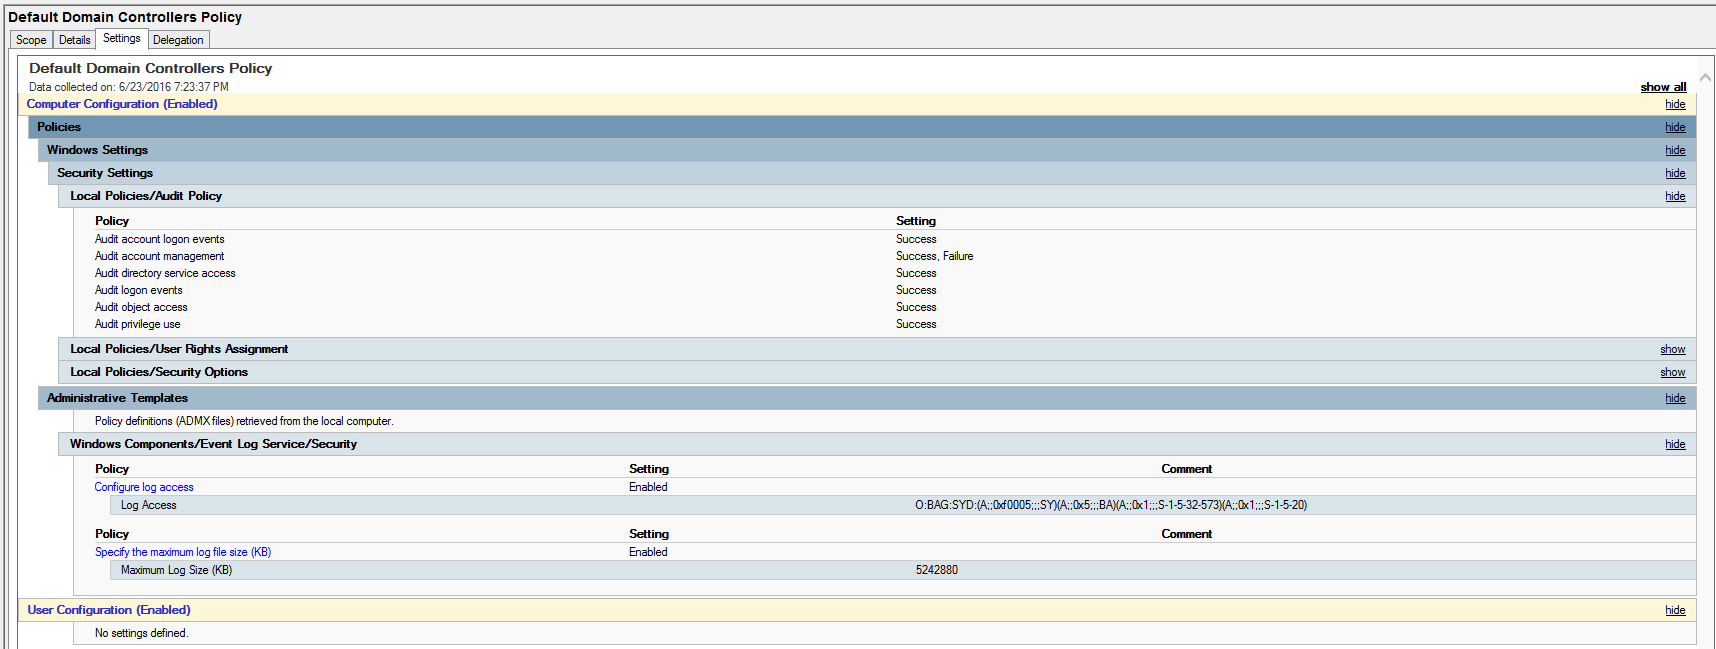 Default Domain Controllers Policy
Scope Details Settings Delegation
Default Domain Controllers Policy
Data collected on: 6/23/2016 7:23:37 PM
show all
Computer Configuration (Enabled) hide
Policies hide
Windows Settings hide
Security Settings hide
Local Policies/Audit Policy hide
Policy Setting
Audit account logon events Success
Audit account management Success, Failure
Audit directory service access Success
Audit logon events Success
Audit object access Success
Audit privilege use Success
Local Policies/User Rights Assignment show
Local Policies/Security Options show
Administrative Templates hide
Policy definitions (ADMX files) retrieved from the local computer.
Windows Components/Event Log Service/Security hide
Policy Setting Comment
Configure log access Enabled
Log Access O:BAG:SYD:(A;;0xf0005;;;SY)(A;;0x5;;;BA)(A;;0x1;;;S-1-5-32-573)(A;;0x1;;;S-1-5-20)
Policy Setting Comment
Specify the maximum log file size (KB) Enabled
Maximum Log Size (KB) 5242880
User Configuration (Enabled) hide
No settings defined.